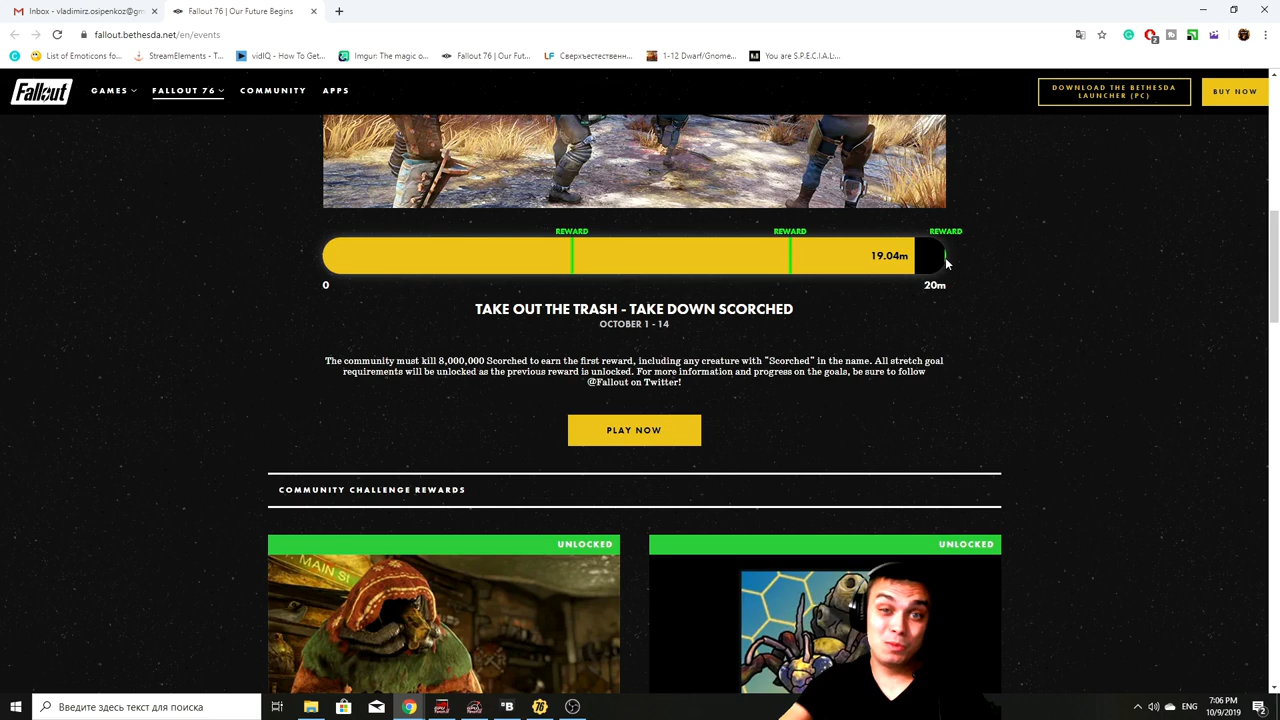 Inbox - vladimirz.osipenkoz@gm
Fallout 76 | Our Future Begins
fallout.bethesda.net/en/events
List of Emoticons fo...
StreamElements - T...
vidIQ - How To Get...
Imgur: The magic o...
Fallout 76 | Our Fut...
Сверхъестественн...
1-12 Dwarf/Gnome...
You are S.P.E.C.I.A.L:...
Fallout
GAMES
FALLOUT 76
COMMUNITY
APPS
DOWNLOAD THE BETHESDA
LAUNCHER (PC)
BUY NOW
REWARD
REWARD
REWARD
19.04m
0
20m
TAKE OUT THE TRASH - TAKE DOWN SCORCHED
OCTOBER 1 - 14
The community must kill 8,000,000 Scorched to earn the first reward, including any creature with “Scorched” in the name. All stretch goal
requirements will be unlocked as the previous reward is unlocked. For more information and progress on the goals, be sure to follow
@Fallout on Twitter!
PLAY NOW
COMMUNITY CHALLENGE REWARDS
UNLOCKED
UNLOCKED
MAIN ST
Введите здесь текст для поиска
ENG
7:06 PM
10/9/2019